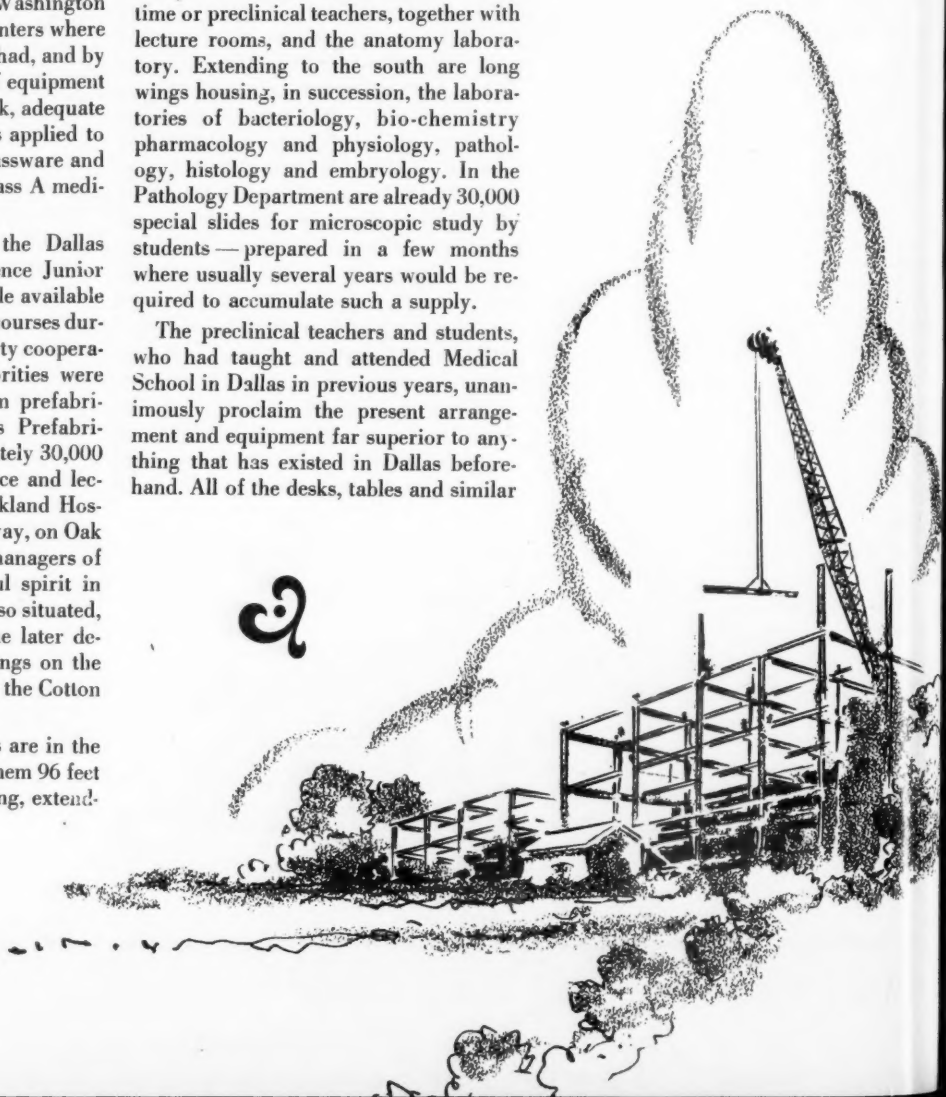 Washington
nters where
had, and by
equipment
k, adequate
s applied to
ssware and
ass A medi-
the Dallas
ence Junior
le available
ourses dur-
ty coopera-
rities were
n prefabri-
s Prefabri-
tely 30,000
ce and lec-
kland Hos-
ay, on Oak
anagers of
ul spirit in
so situated,
e later de-
ngs on the
the Cotton
s are in the
hem 96 feet
ng, extend-
time or preclinical teachers, together with
lecture rooms, and the anatomy labora-
tory. Extending to the south are long
wings housing, in succession, the labora-
tories of bacteriology, bio-chemistry
pharmacology and physiology, pathol-
ogy, histology and embryology. In the
Pathology Department are already 30,000
special slides for microscopic study by
students — prepared in a few months
where usually several years would be re-
quired to accumulate such a supply.
The preclinical teachers and students,
who had taught and attended Medical
School in Dallas in previous years, unan-
imously proclaim the present arrange-
ment and equipment far superior to any-
thing that has existed in Dallas before-
hand. All of the desks, tables and similar